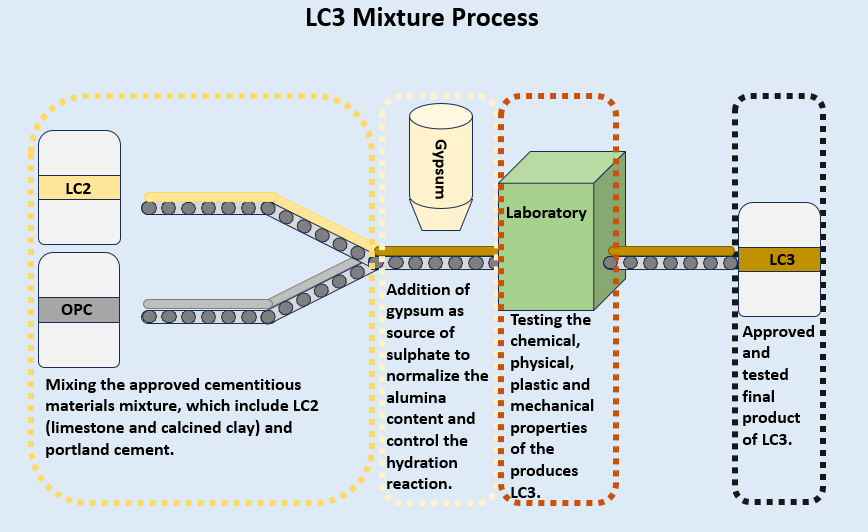 LC3 Mixture Process
LC2
OPC
Mixing the approved cementitious
materials mixture, which include LC2
(limestone and calcined clay) and
portland cement.
Gypsum
Addition of
gypsum as
source of
sulphate to
normalize the
alumina
content and
control the
hydration
reaction.
Laboratory
Testing the
chemical,
physical,
plastic and
mechanical
properties
of the
produces
LC3.
LC3
Approved
and
tested
final
product
of LC3.